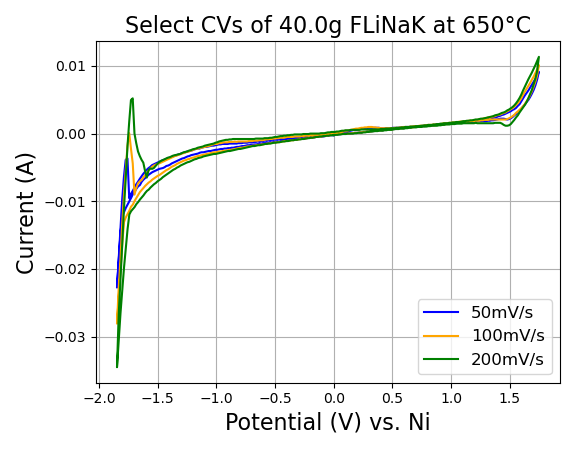 Select CVs of 40.0g FLiNaK at 650°C
Current (A)
0.01
0.00
−0.01
−0.02
−0.03
50mV/s
100mV/s
200mV/s
−2.0 −1.5 −1.0 −0.5 0.0 0.5 1.0 1.5
Potential (V) vs. Ni